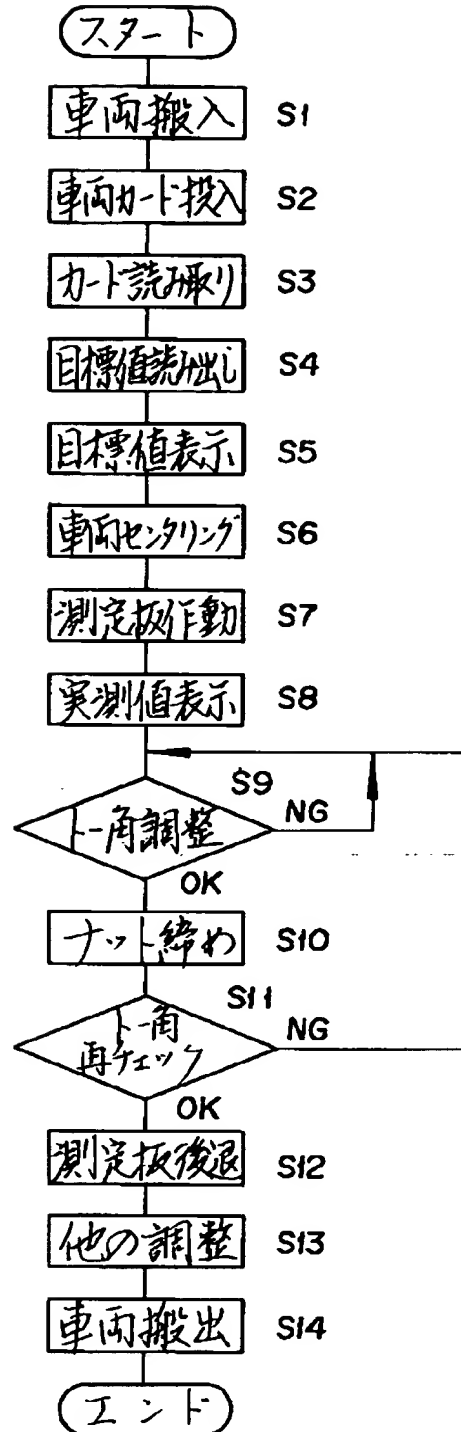 スタート
車両搬入 S1
車両カード投入 S2
カード読み取り S3
目標値読み出し S4
目標値表示 S5
車両センタリング S6
測定板作動 S7
実測値表示 S8
S9
トー角調整 NG
OK
ナット締め S10
S11
トー角 NG
再チェック
OK
測定板後退 S12
他の調整 S13
車両搬出 S14
エンド